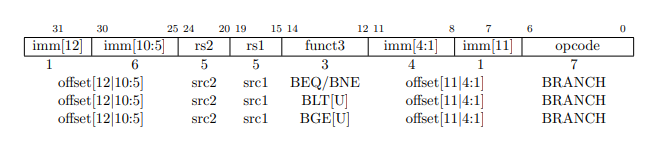 31 30 25 24 20 19 15 14 12 11 8 7 6 0
imm[12] imm[10:5] rs2 rs1 funct3 imm[4:1] imm[11] opcode
1 6 5 5 3 4 1 7
offset[12|10:5] src2 src1 BEQ/BNE offset[11|4:1] BRANCH
offset[12|10:5] src2 src1 BLT[U] offset[11|4:1] BRANCH
offset[12|10:5] src2 src1 BGE[U] offset[11|4:1] BRANCH